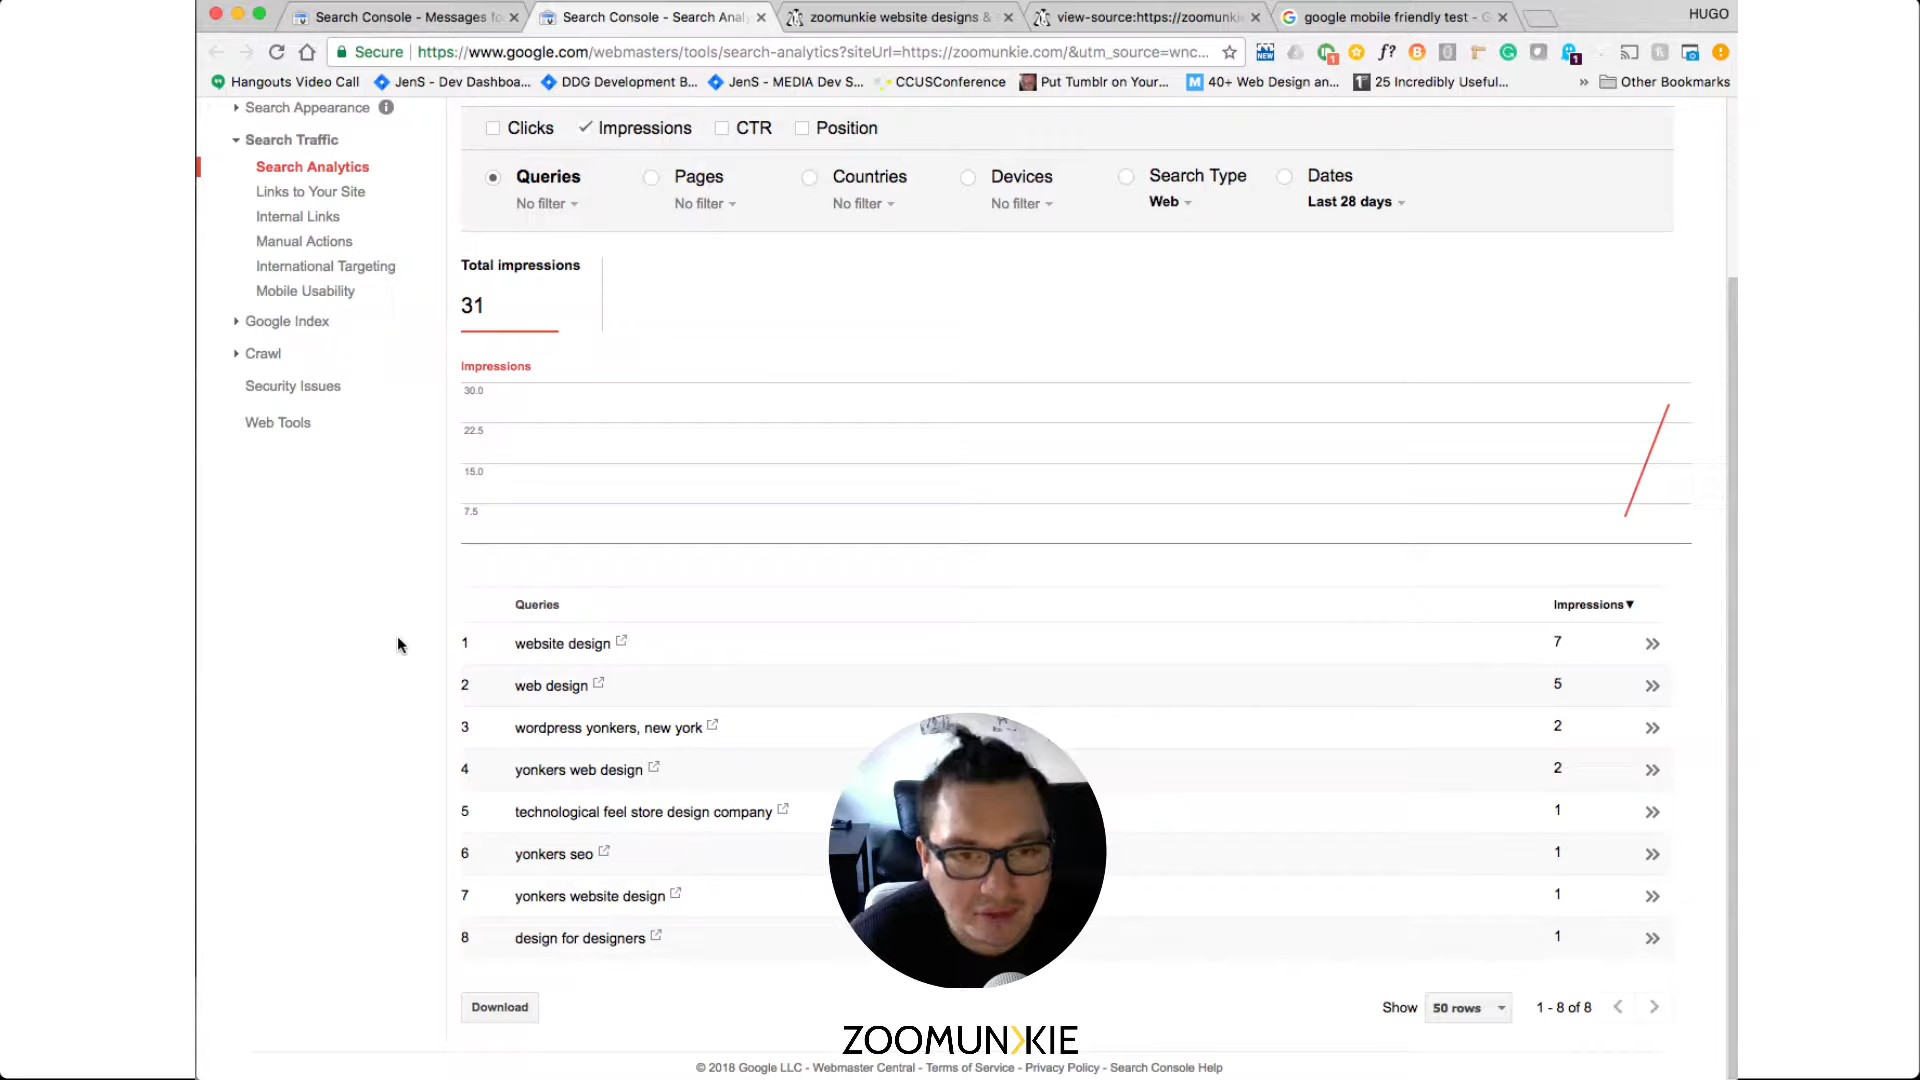 Search Console - Messages fo
Search Console - Search Anal
zoomunkie website designs &
view-source:https://zoomunki
google mobile friendly test - G
HUGO
Secure https://www.google.com/webmasters/tools/search-analytics?siteUrl=https://zoomunkie.com/&utm_source=wnc...
Hangouts Video Call JenS - Dev Dashboa... DDG Development B... JenS - MEDIA Dev S... CCUSConference Put Tumblr on Your... 40+ Web Design an... 25 Incredibly Useful... » Other Bookmarks
Search Appearance
Search Traffic
Search Analytics
Links to Your Site
Internal Links
Manual Actions
International Targeting
Mobile Usability
Google Index
Crawl
Security Issues
Web Tools
Clicks Impressions CTR Position
Queries Pages Countries Devices Search Type Dates
No filter No filter No filter No filter Web Last 28 days
Total impressions
31
Impressions
30.0
22.5
15.0
7.5
Queries Impressions▼
1 website design 7 »
2 web design 5 »
3 wordpress yonkers, new york 2 »
4 yonkers web design 2 »
5 technological feel store design company 1 »
6 yonkers seo 1 »
7 yonkers website design 1 »
8 design for designers 1 »
Download
Show 50 rows 1 - 8 of 8
ZOOMUNKIE
© 2018 Google LLC - Webmaster Central - Terms of Service - Privacy Policy - Search Console Help